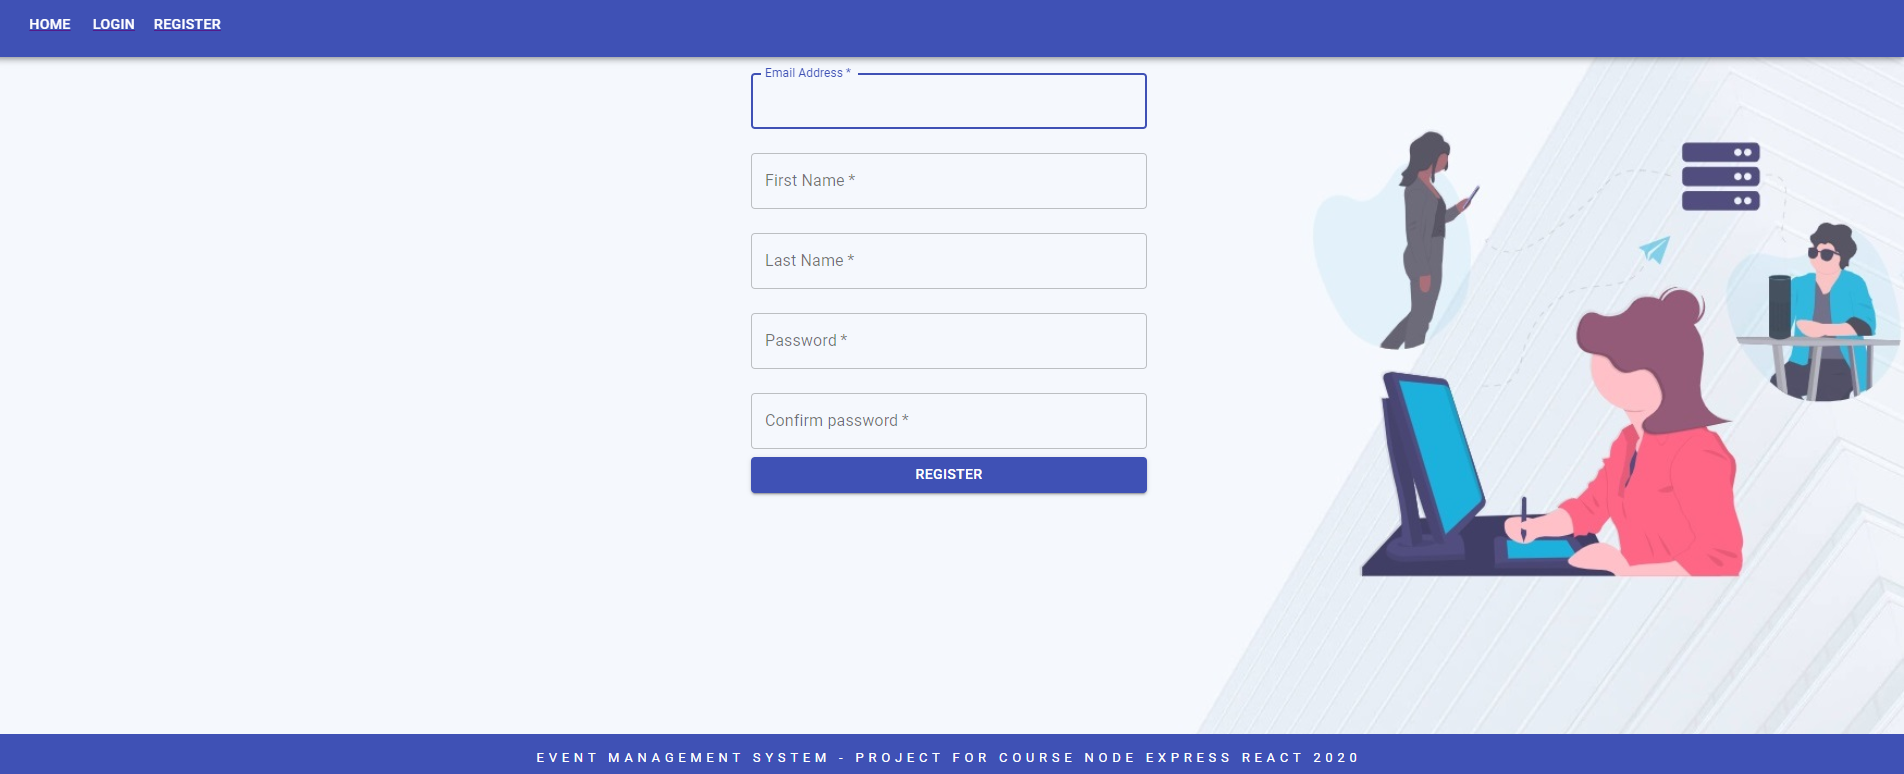 HOME LOGIN REGISTER
Email Address *
First Name *
Last Name *
Password *
Confirm password *
REGISTER
EVENT MANAGEMENT SYSTEM - PROJECT FOR COURSE NODE EXPRESS REACT 2020